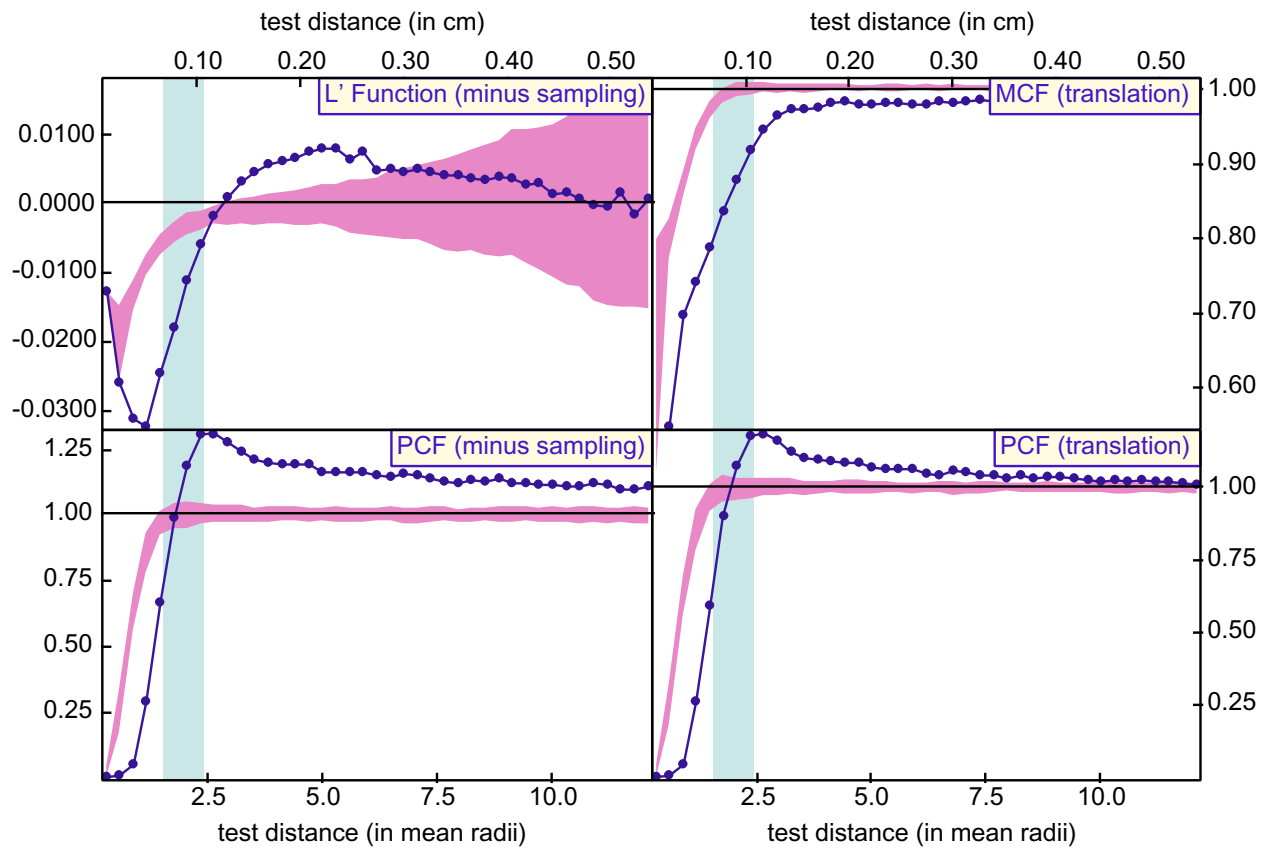 test distance (in cm)
test distance (in cm)
0.10 0.20 0.30 0.40 0.50
0.10 0.20 0.30 0.40 0.50
L’ Function (minus sampling)
MCF (translation)
0.0100
0.0000
-0.0100
-0.0200
-0.0300
1.00
0.90
0.80
0.70
0.60
PCF (minus sampling)
PCF (translation)
1.25
1.00
0.75
0.50
0.25
1.00
0.75
0.50
0.25
2.5 5.0 7.5 10.0
2.5 5.0 7.5 10.0
test distance (in mean radii)
test distance (in mean radii)